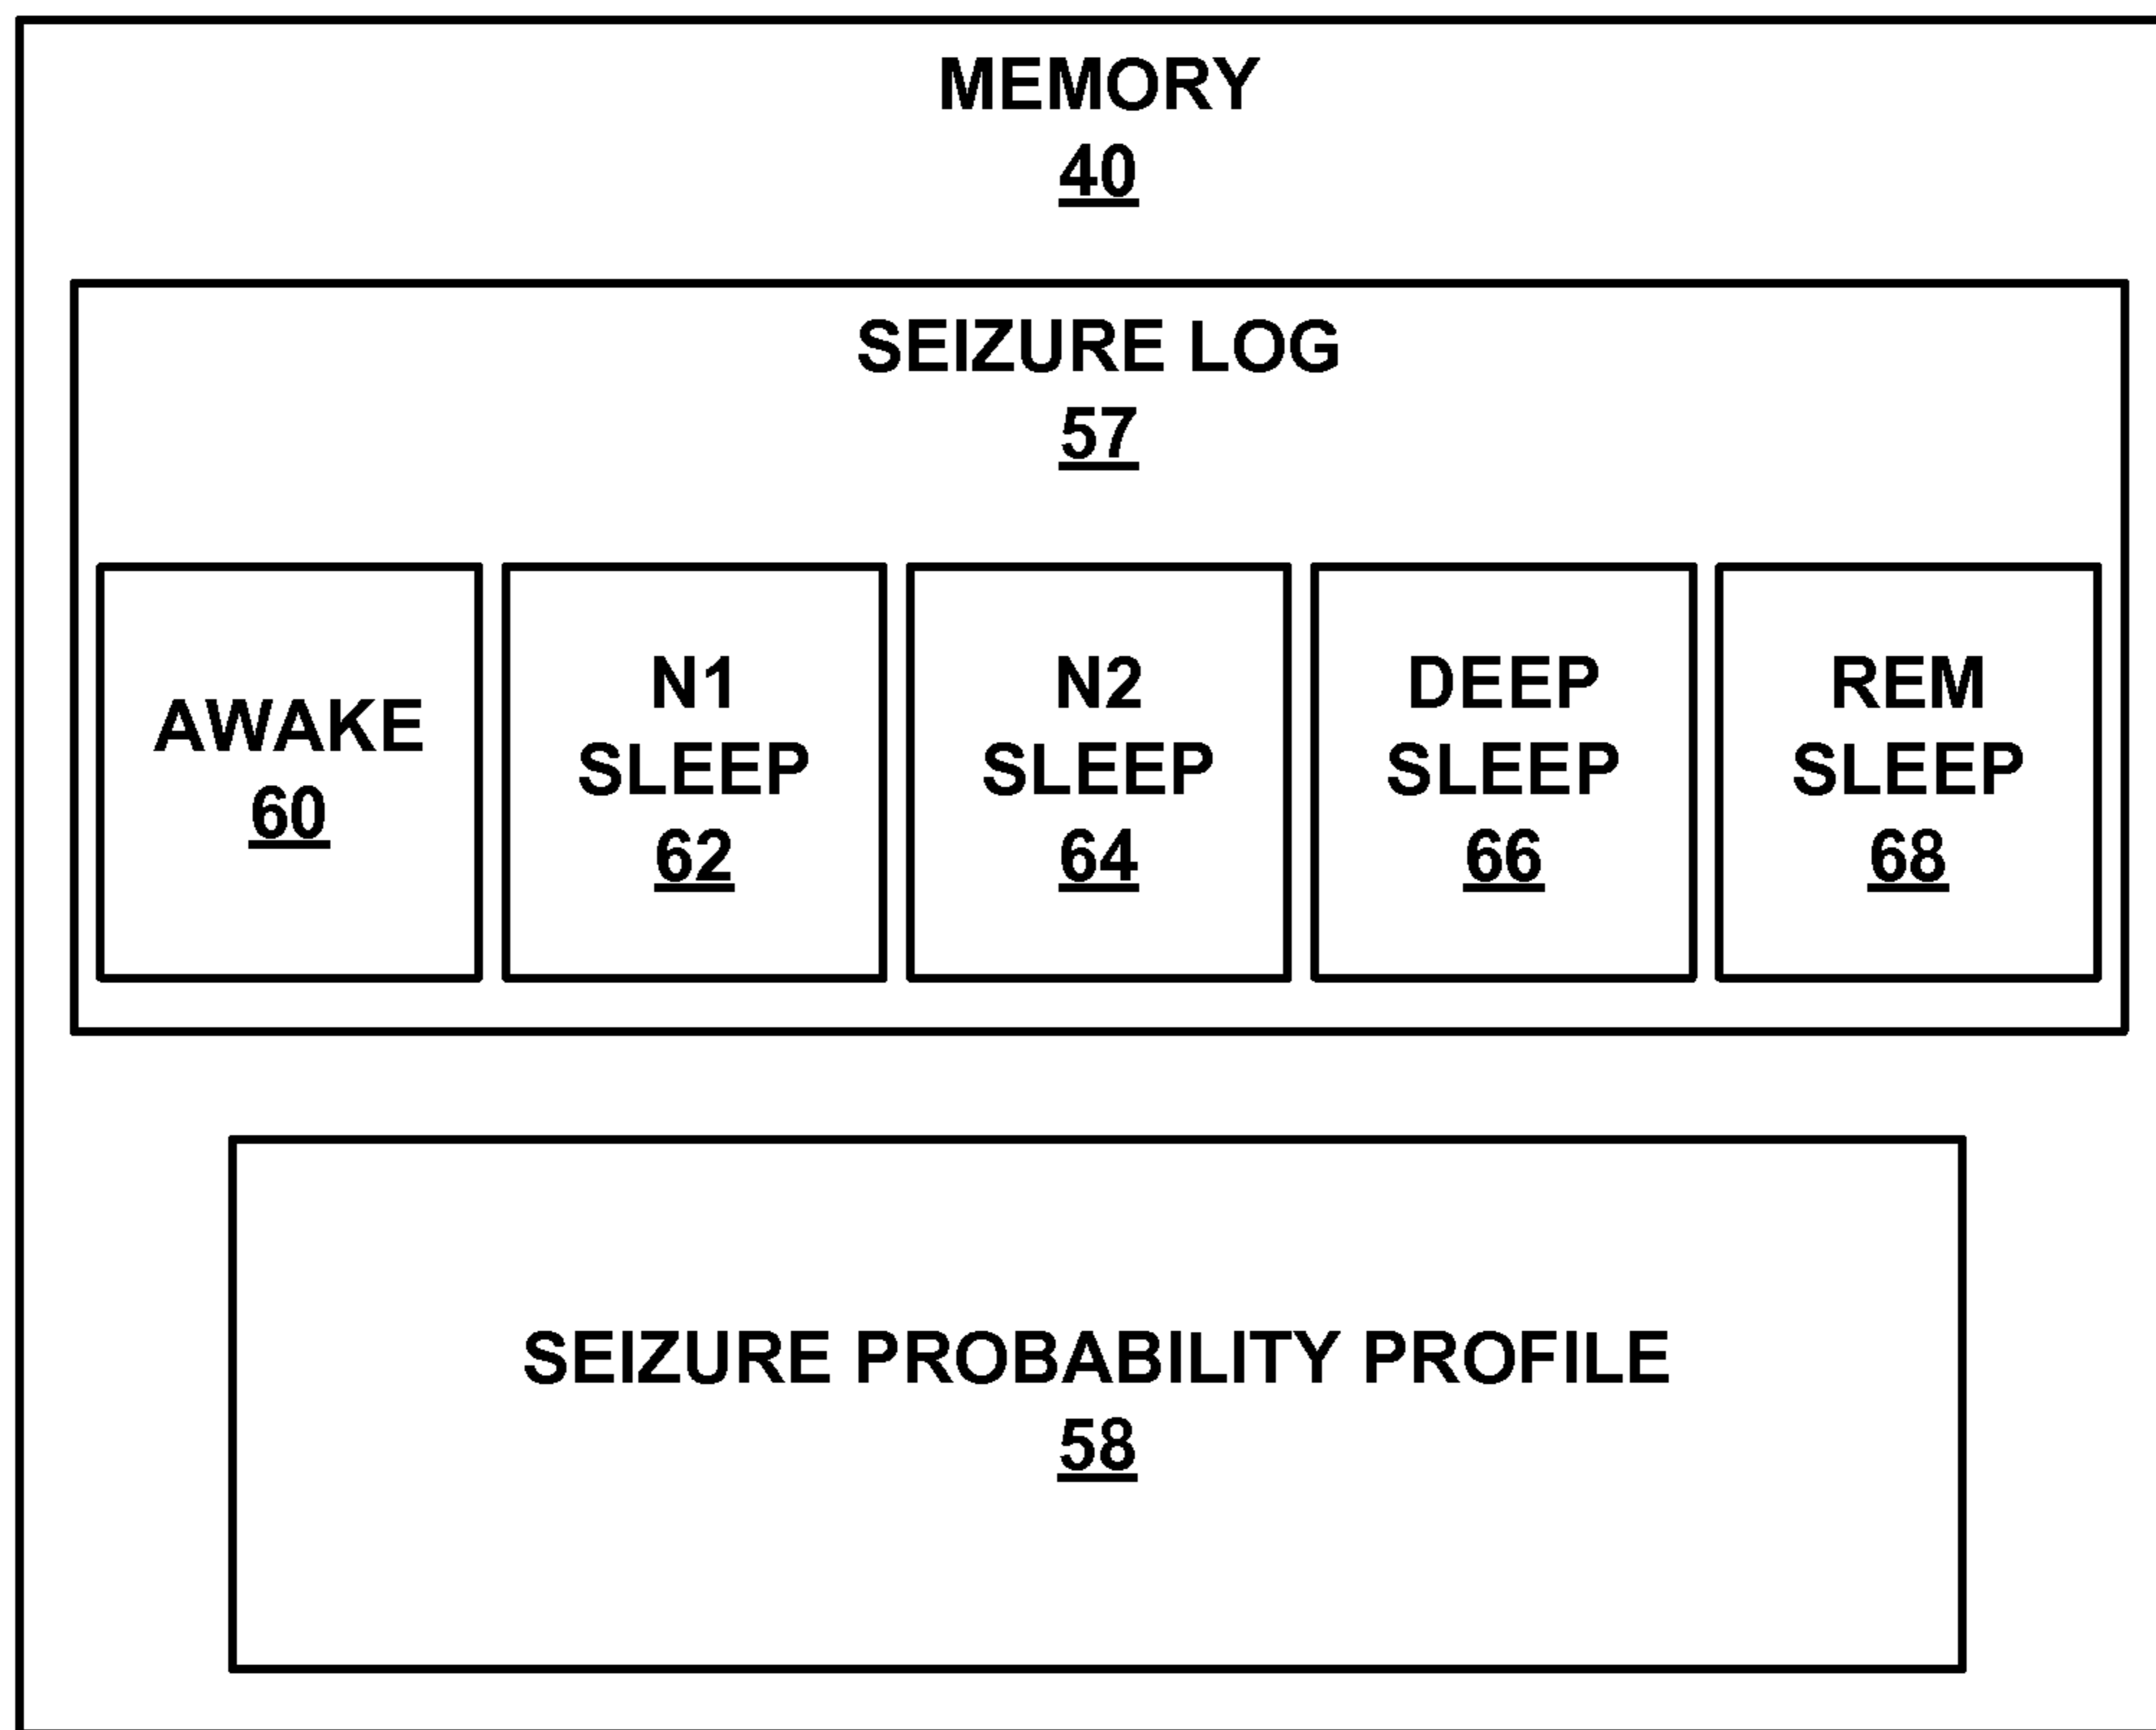 MEMORY
40
SEIZURE LOG
57
AWAKE
60
N1
SLEEP
62
N2
SLEEP
64
DEEP
SLEEP
66
REM
SLEEP
68
SEIZURE PROBABILITY PROFILE
58